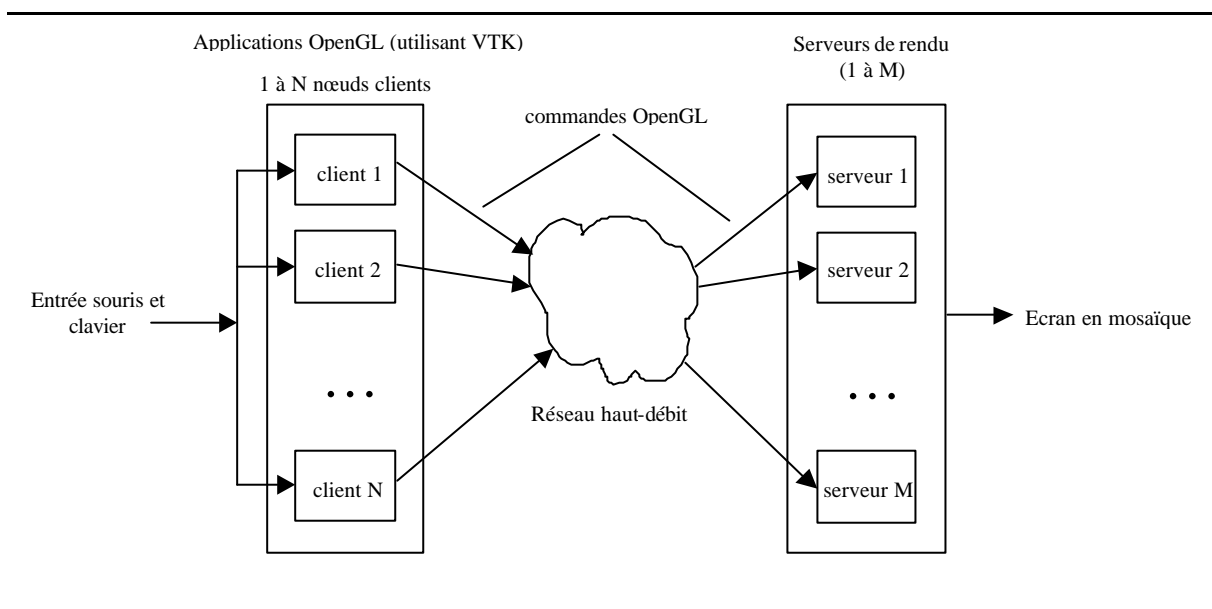 Applications OpenGL (utilisant VTK)
1 à N nœuds clients
Serveurs de rendu
(1 à M)
commandes OpenGL
client 1
client 2
. . .
client N
Entrée souris et
clavier
Réseau haut-débit
serveur 1
serveur 2
. . .
serveur M
Ecran en mosaïque